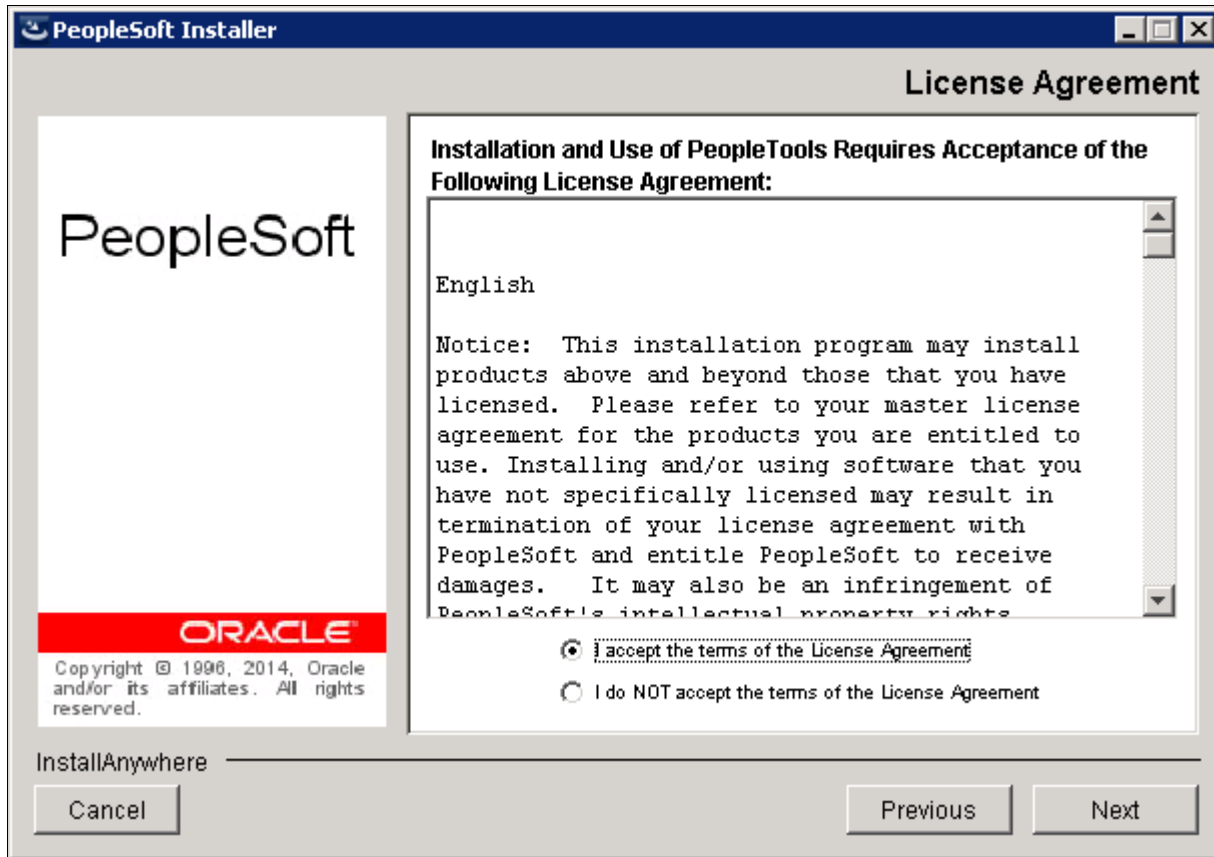 PeopleSoft Installer
License Agreement
PeopleSoft
ORACLE
Copyright © 1996, 2014, Oracle
and/or its affiliates. All rights
reserved.
Installation and Use of PeopleTools Requires Acceptance of the
Following License Agreement:
English
Notice:  This installation program may install
products above and beyond those that you have
licensed.  Please refer to your master license
agreement for the products you are entitled to
use. Installing and/or using software that you
have not specifically licensed may result in
termination of your license agreement with
PeopleSoft and entitle PeopleSoft to receive
damages.   It may also be an infringement of
PeopleSoft's intellectual property rights
I accept the terms of the License Agreement
I do NOT accept the terms of the License Agreement
InstallAnywhere
Cancel
Previous
Next